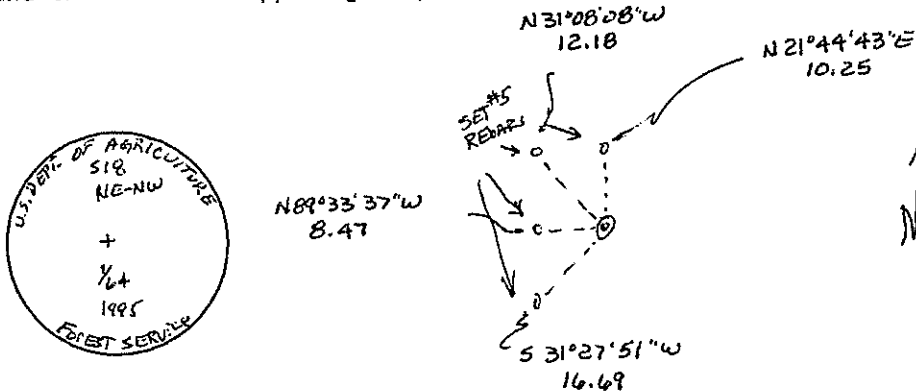 N 31°08'08"W
12.18
N 21°44'43"E
10.25
SET #5
REBARS
U.S. DEPT. OF AGRICULTURE
S18
NE-NW
+
1/64
1995
FOREST SERVICE
N89°33'37"W
8.47
N
S 31°27'51"W
16.69